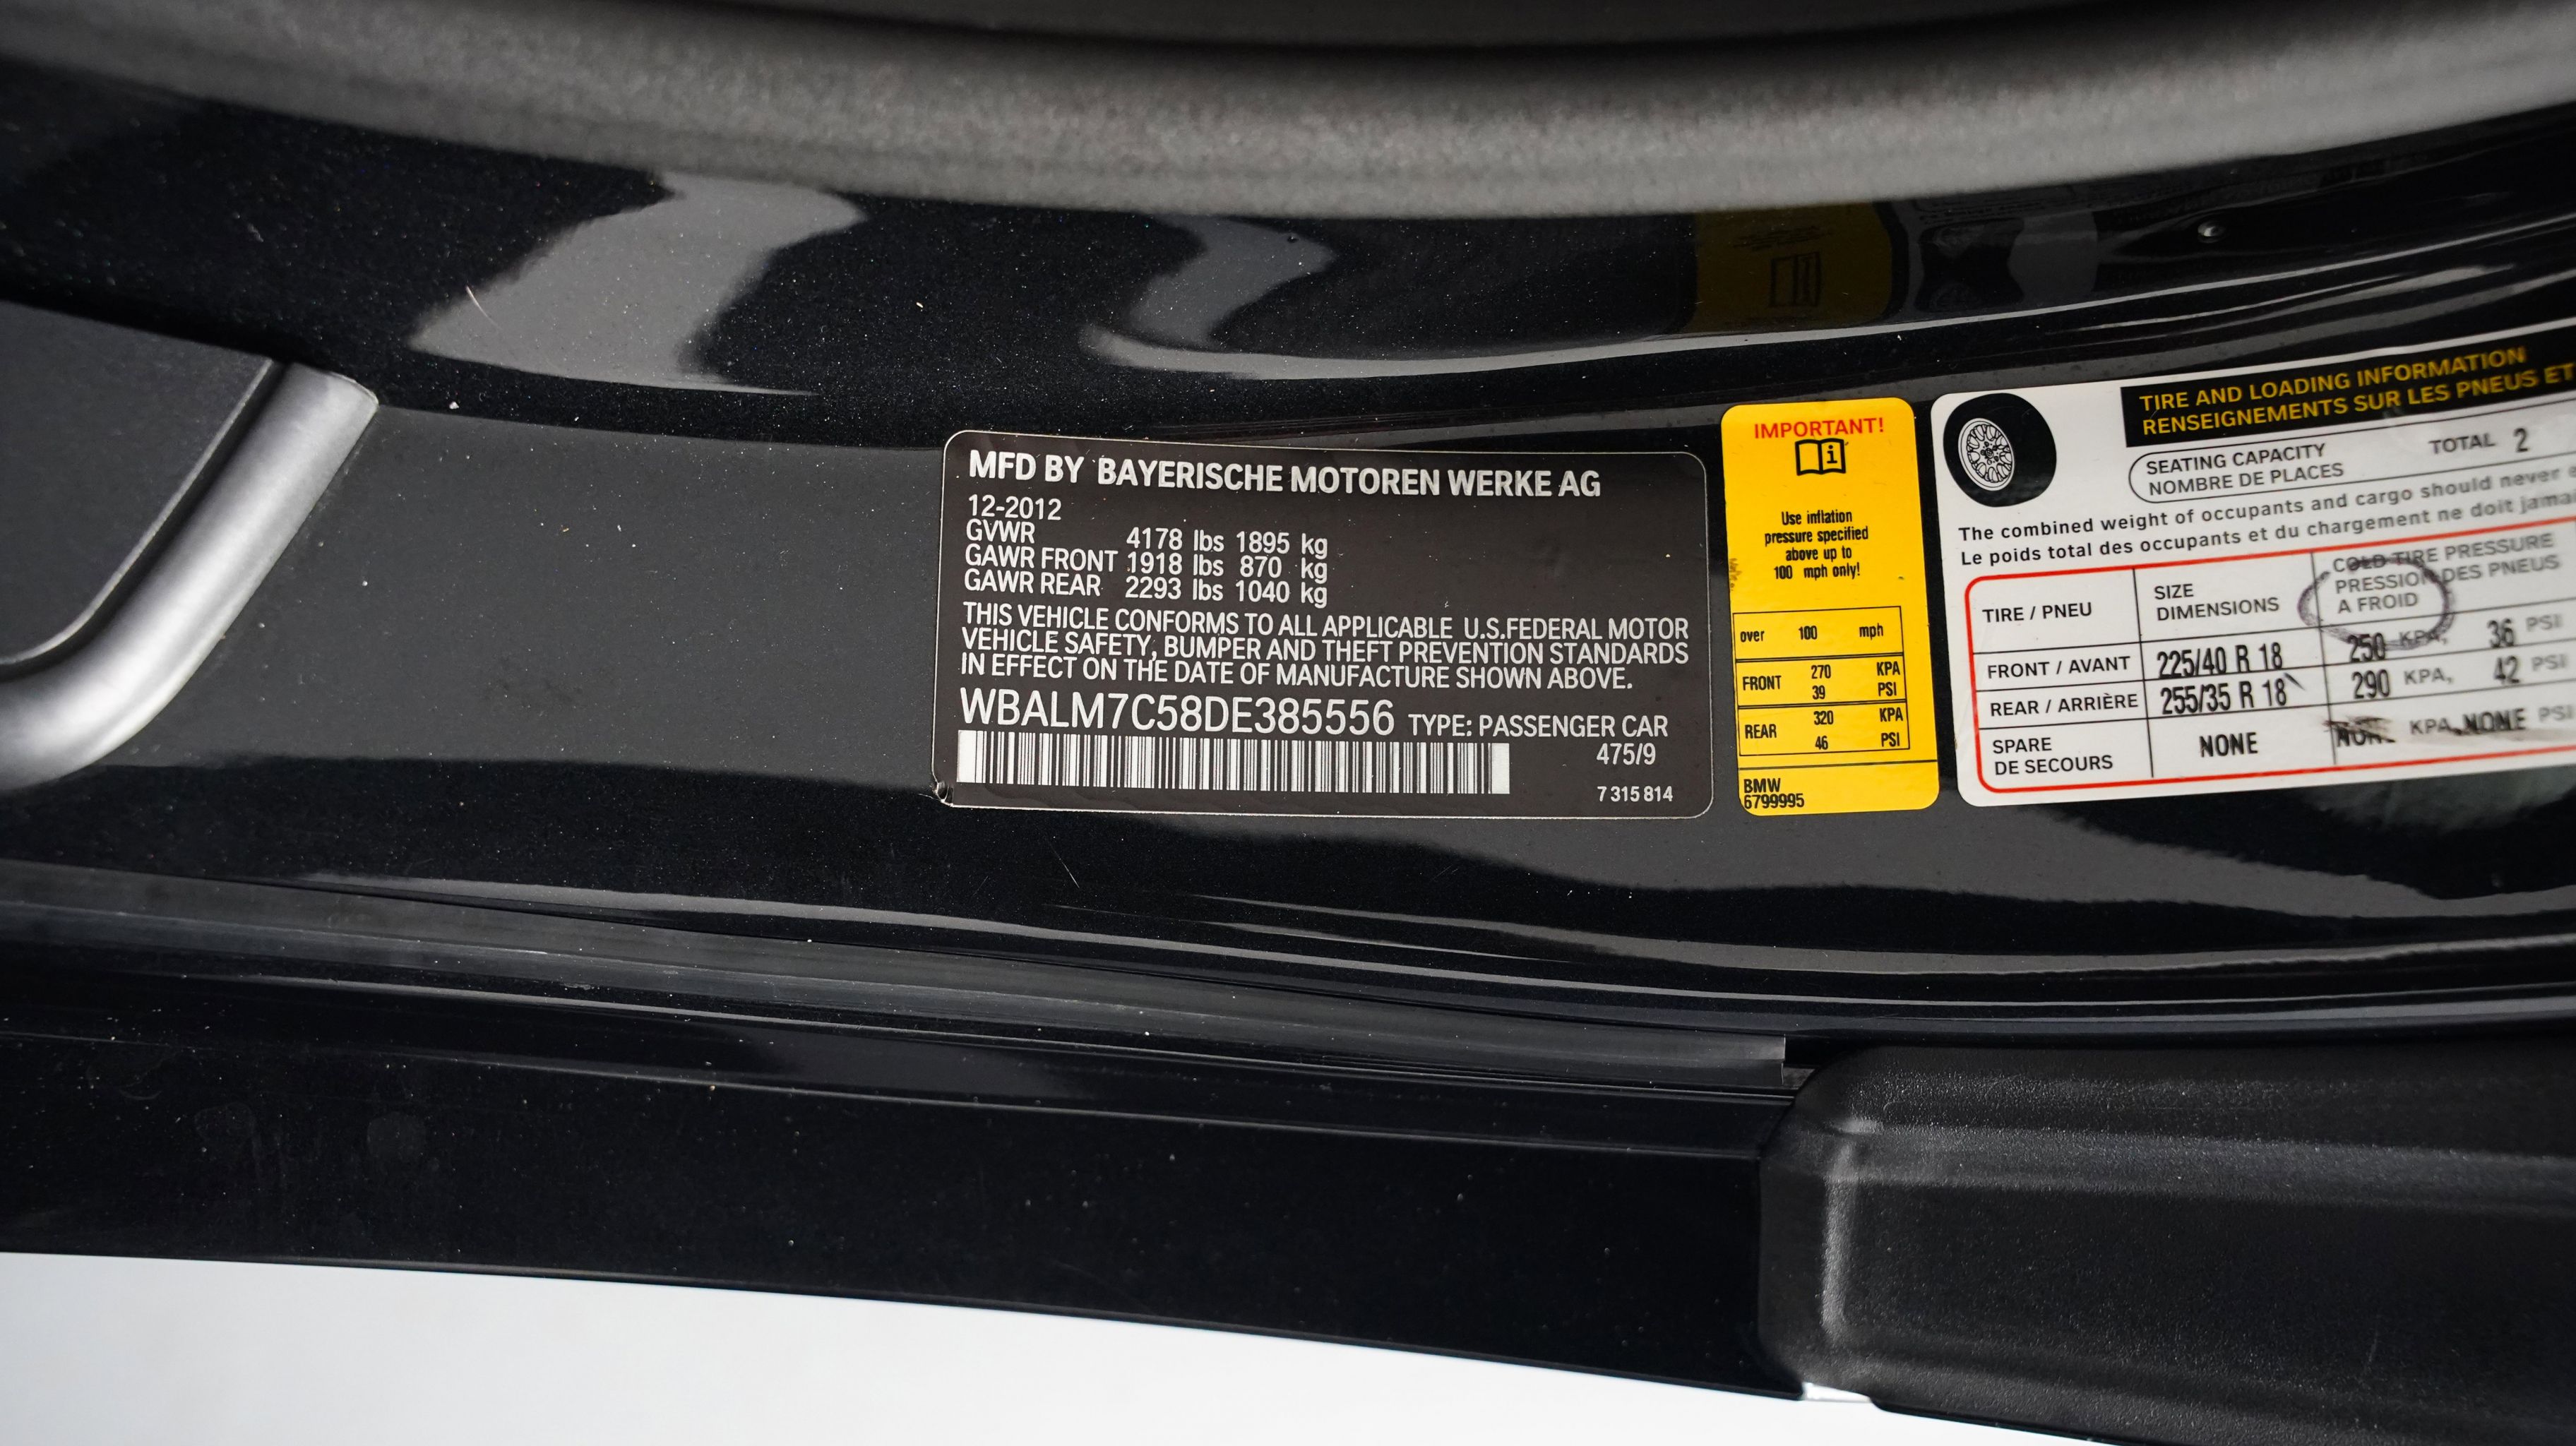 MFD BY BAYERISCHE MOTOREN WERKE AG
12-2012
GVWR 4178 lbs 1895 kg
GAWR FRONT 1918 lbs 870 kg
GAWR REAR 2293 lbs 1040 kg
THIS VEHICLE CONFORMS TO ALL APPLICABLE U.S.FEDERAL MOTOR
VEHICLE SAFETY, BUMPER AND THEFT PREVENTION STANDARDS
IN EFFECT ON THE DATE OF MANUFACTURE SHOWN ABOVE.
WBALM7C58DE385556 TYPE: PASSENGER CAR
475/9
7 315 814
IMPORTANT!
Use inflation
pressure specified
above up to
100 mph only!
over 100 mph
FRONT 270 KPA
39 PSI
REAR 320 KPA
46 PSI
BMW
6799995
TIRE AND LOADING INFORMATION
RENSEIGNEMENTS SUR LES PNEUS ET
SEATING CAPACITY
NOMBRE DE PLACES
TOTAL 2
The combined weight of occupants and cargo should never
Le poids total des occupants et du chargement ne doit jamais
TIRE / PNEU
SIZE
DIMENSIONS
COLD TIRE PRESSURE
PRESSION DES PNEUS
A FROID
FRONT / AVANT 225/40 R 18 250 KPA, 36 PSI
REAR / ARRIÈRE 255/35 R 18 290 KPA, 42 PSI
SPARE
DE SECOURS
NONE NONE KPA, NONE PSI